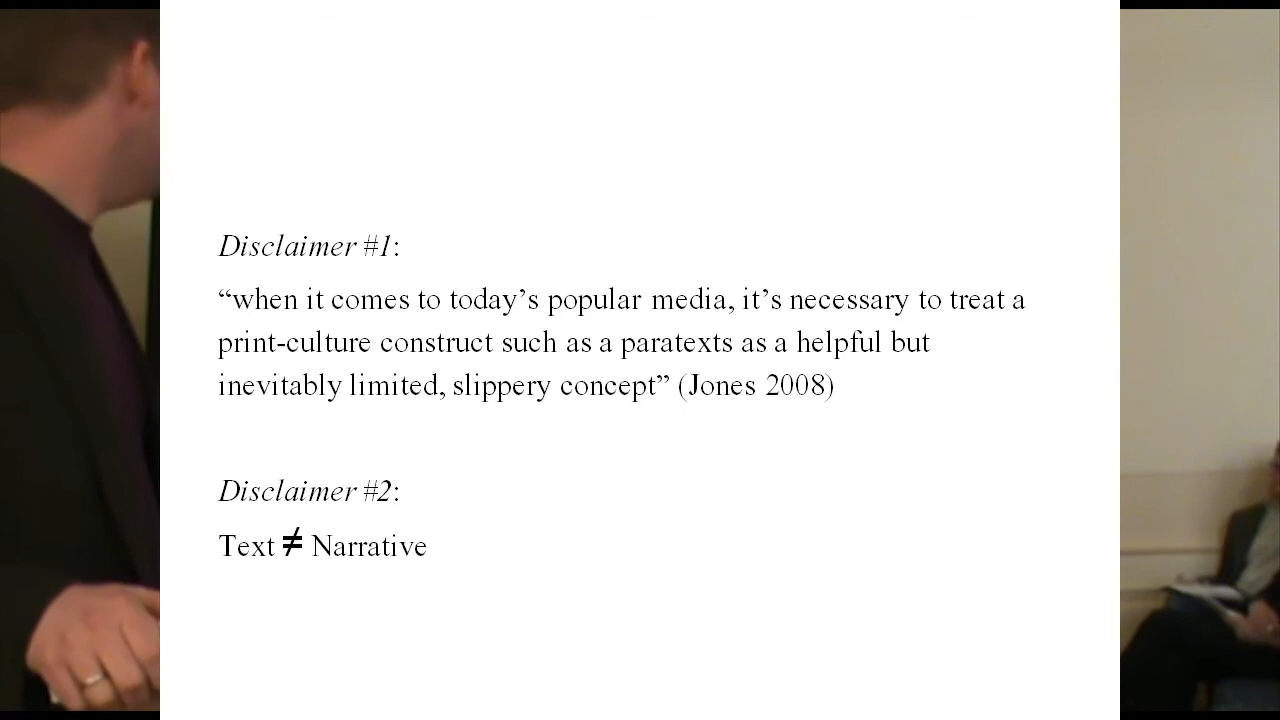 Disclaimer #1:
“when it comes to today’s popular media, it’s necessary to treat a
print-culture construct such as a paratexts as a helpful but
inevitably limited, slippery concept” (Jones 2008)
Disclaimer #2:
Text ≠ Narrative